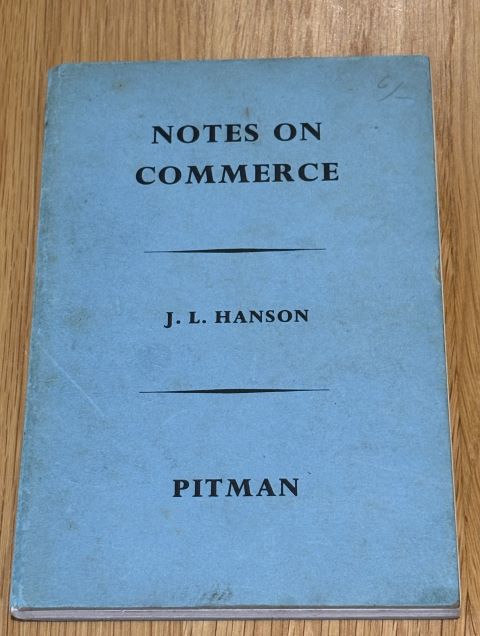 6/-
NOTES ON
COMMERCE
J. L. HANSON
PITMAN